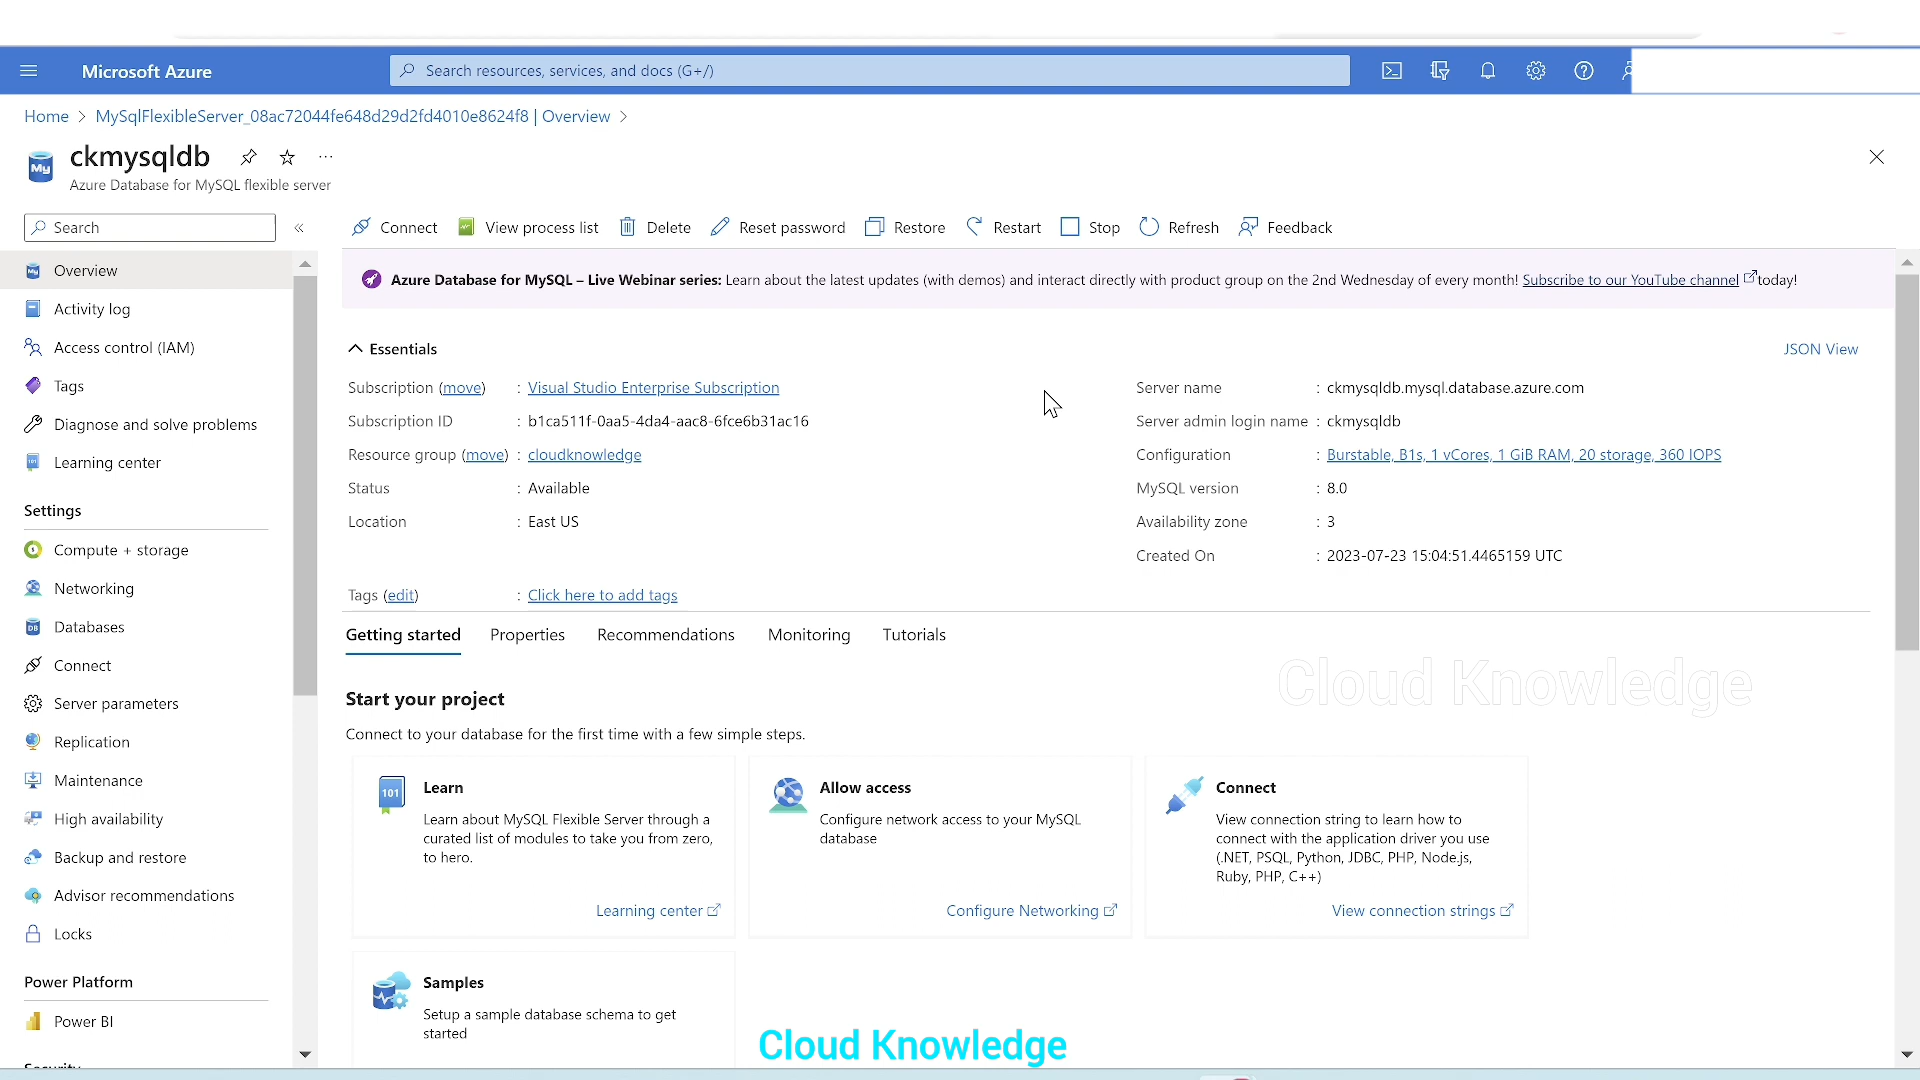 Microsoft Azure
Search resources, services, and docs (G+/)
Home > MySqlFlexibleServer_08ac72044fe648d29d2fd4010e8624f8 | Overview >
My
ckmysqldb
Azure Database for MySQL flexible server
Search
«
Connect View process list Delete Reset password Restore Restart Stop Refresh Feedback
Overview
Activity log
Access control (IAM)
Tags
Diagnose and solve problems
Learning center
Settings
Compute + storage
Networking
Databases
Connect
Server parameters
Replication
Maintenance
High availability
Backup and restore
Advisor recommendations
Locks
Power Platform
Power BI
Security
Azure Database for MySQL – Live Webinar series: Learn about the latest updates (with demos) and interact directly with product group on the 2nd Wednesday of every month! Subscribe to our YouTube channel today!
Essentials
JSON View
Subscription (move) : Visual Studio Enterprise Subscription
Subscription ID : b1ca511f-0aa5-4da4-aac8-6fce6b31ac16
Resource group (move) : cloudknowledge
Status : Available
Location : East US
Server name : ckmysqldb.mysql.database.azure.com
Server admin login name : ckmysqldb
Configuration : Burstable, B1s, 1 vCores, 1 GiB RAM, 20 storage, 360 IOPS
MySQL version : 8.0
Availability zone : 3
Created On : 2023-07-23 15:04:51.4465159 UTC
Tags (edit) : Click here to add tags
Getting started Properties Recommendations Monitoring Tutorials
Cloud Knowledge
Start your project
Connect to your database for the first time with a few simple steps.
101
Learn
Learn about MySQL Flexible Server through a
curated list of modules to take you from zero,
to hero.
Learning center
Allow access
Configure network access to your MySQL
database
Configure Networking
Connect
View connection string to learn how to
connect with the application driver you use
(.NET, PSQL, Python, JDBC, PHP, Node.js,
Ruby, PHP, C++)
View connection strings
Samples
Setup a sample database schema to get
started
Cloud Knowledge